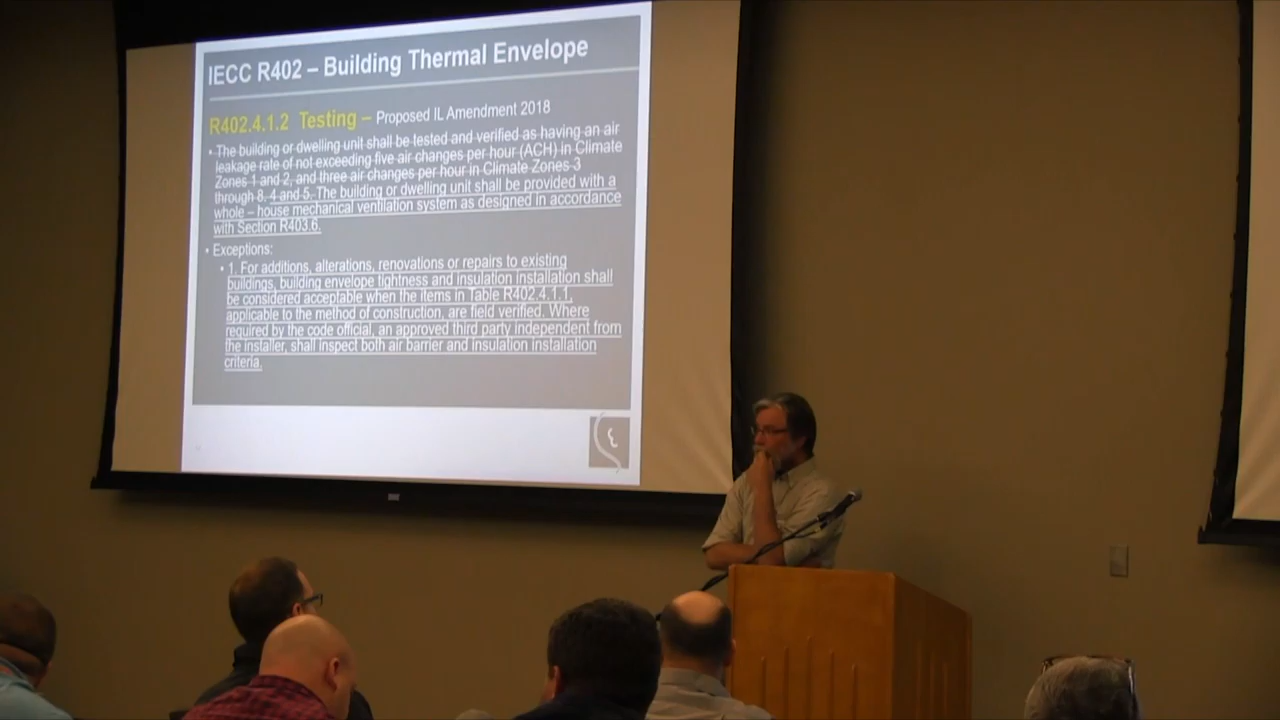 IECC R402 – Building Thermal Envelope
R402.4.1.2 Testing – Proposed IL Amendment 2018
• The building or dwelling unit shall be tested and verified as having an air
leakage rate of not exceeding five air changes per hour (ACH) in Climate
Zones 1 and 2, and three air changes per hour in Climate Zones 3
through 8. 4 and 5. The building or dwelling unit shall be provided with a
whole – house mechanical ventilation system as designed in accordance
with Section R403.6.
• Exceptions:
• 1. For additions, alterations, renovations or repairs to existing
buildings, building envelope tightness and insulation installation shall
be considered acceptable when the items in Table R402.4.1.1,
applicable to the method of construction, are field verified. Where
required by the code official, an approved third party independent from
the installer, shall inspect both air barrier and insulation installation
criteria.